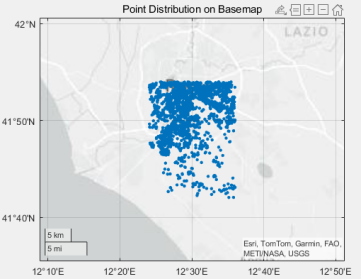 Point Distribution on Basemap
42°N
LAZIO
41°50'N
41°40'N
5 km
5 mi
Esri, TomTom, Garmin, FAO,
METI/NASA, USGS
12°10'E
12°20'E
12°30'E
12°40'E
12°50'E